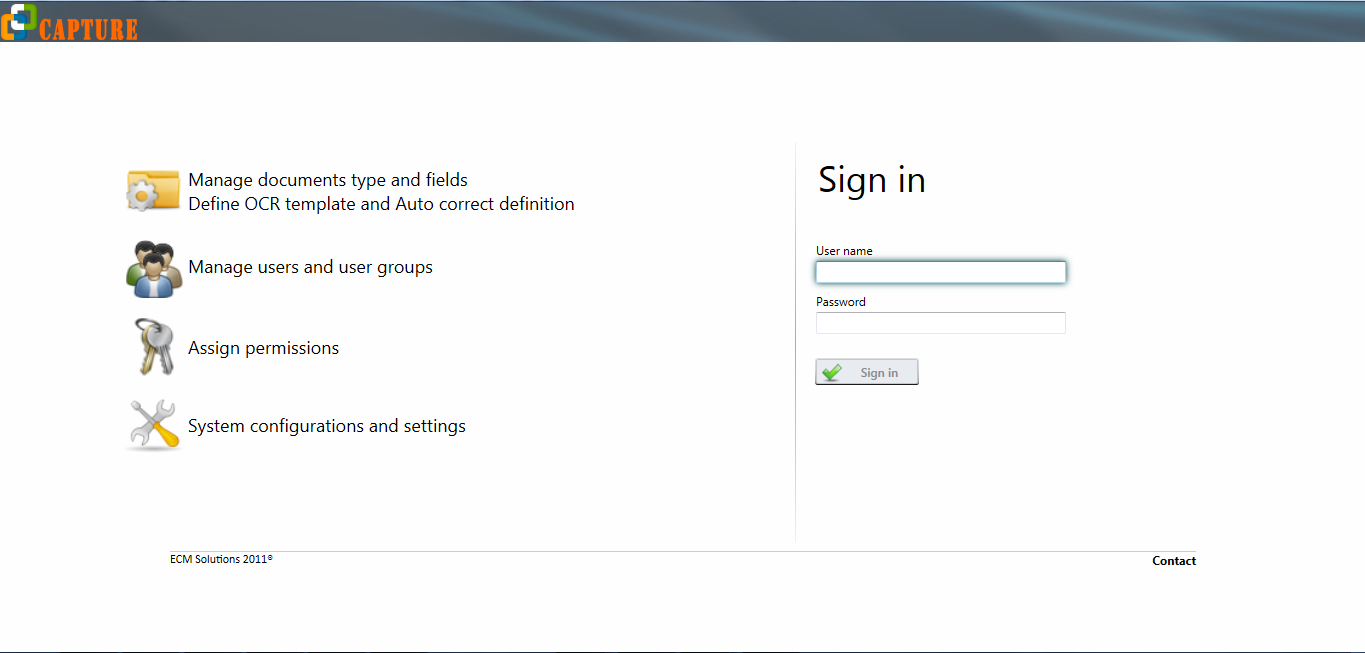 CAPTURE
Manage documents type and fields
Define OCR template and Auto correct definition
Manage users and user groups
Assign permissions
System configurations and settings
Sign in
User name
Password
Sign in
ECM Solutions 2011®
Contact